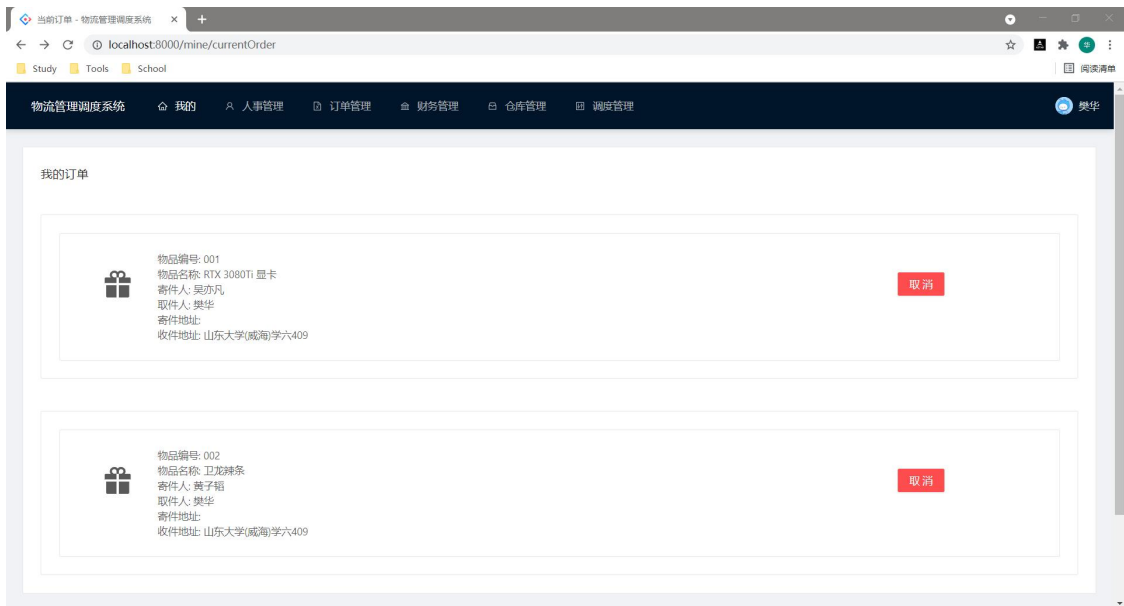 当前订单 - 物流管理调度系统
localhost:8000/mine/currentOrder
Study Tools School 阅读清单
物流管理调度系统 我的 人事管理 订单管理 财务管理 仓库管理 调度管理 樊华
我的订单
物品编号: 001
物品名称: RTX 3080Ti 显卡
寄件人: 吴亦凡
取件人: 樊华
寄件地址:
收件地址: 山东大学(威海)学六409
取消
物品编号: 002
物品名称: 卫龙辣条
寄件人: 黄子韬
取件人: 樊华
寄件地址:
收件地址: 山东大学(威海)学六409
取消